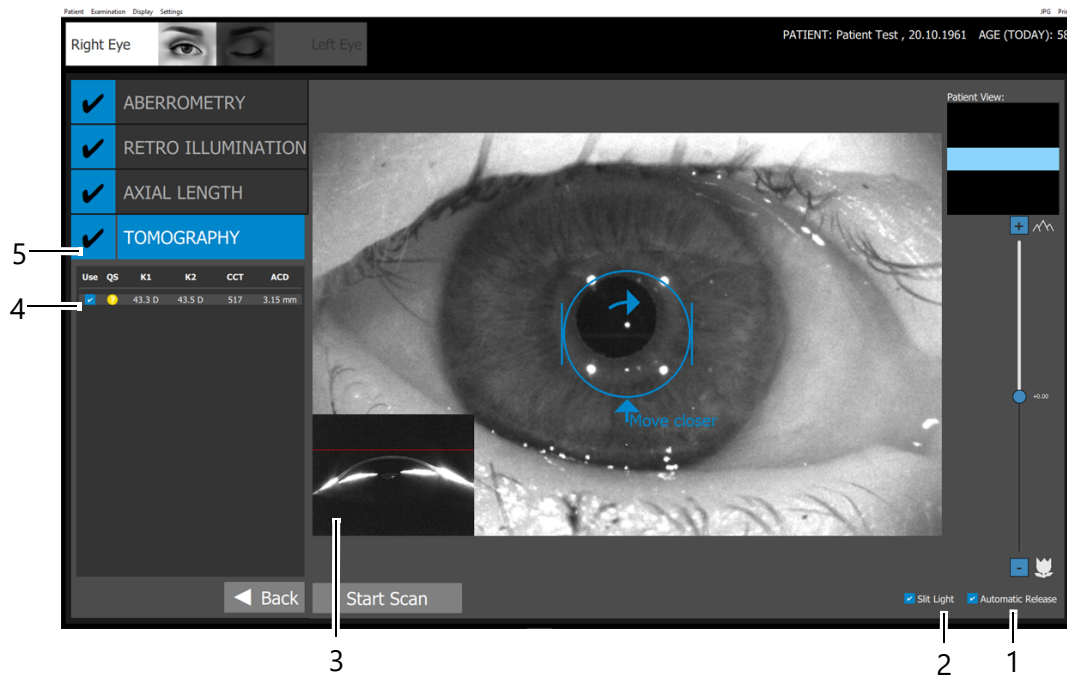 Patient Examination Display Settings JPG Prin
Right Eye Left Eye
PATIENT: Patient Test , 20.10.1961 AGE (TODAY): 58
ABERROMETRY
RETRO ILLUMINATION
AXIAL LENGTH
TOMOGRAPHY
Use QS K1 K2 CCT ACD
? 43.3 D 43.5 D 517 3.15 mm
Patient View:
+
+0.00
-
Move closer
Back
Start Scan
Slit Light
Automatic Release
5
4
3
2
1